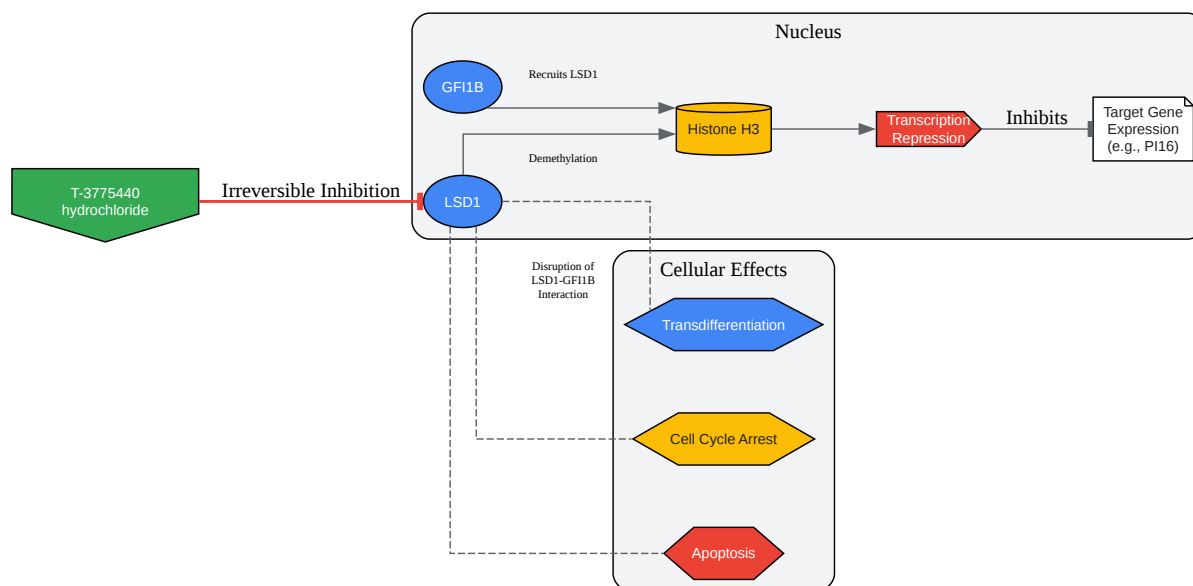 Nucleus
GFI1B
Recruits LSD1
Histone H3
Transcription
Repression
Inhibits
Target Gene
Expression
(e.g., PI16)
Demethylation
T-3775440
hydrochloride
Irreversible Inhibition
LSD1
Disruption of
LSD1-GFI1B
Interaction
Cellular Effects
Transdifferentiation
Cell Cycle Arrest
Apoptosis